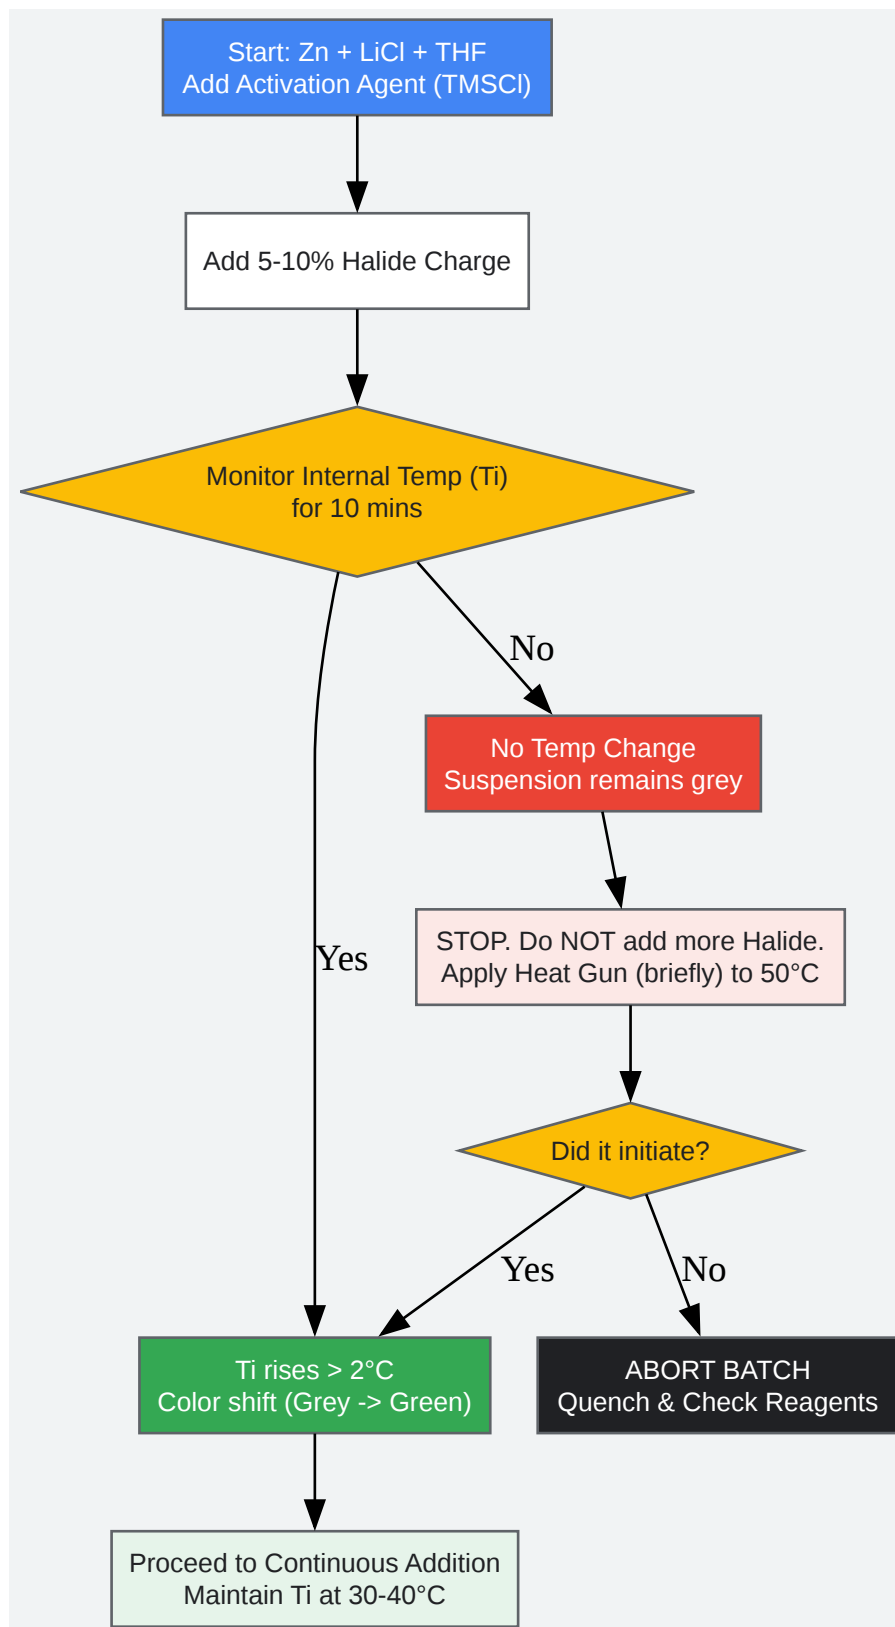 Start: Zn + LiCl + THF
Add Activation Agent (TMSCl)
Add 5-10% Halide Charge
Monitor Internal Temp (Ti)
for 10 mins
No
No Temp Change
Suspension remains grey
STOP. Do NOT add more Halide.
Apply Heat Gun (briefly) to 50°C
Yes
Did it initiate?
Yes
No
Ti rises > 2°C
Color shift (Grey -> Green)
ABORT BATCH
Quench & Check Reagents
Proceed to Continuous Addition
Maintain Ti at 30-40°C